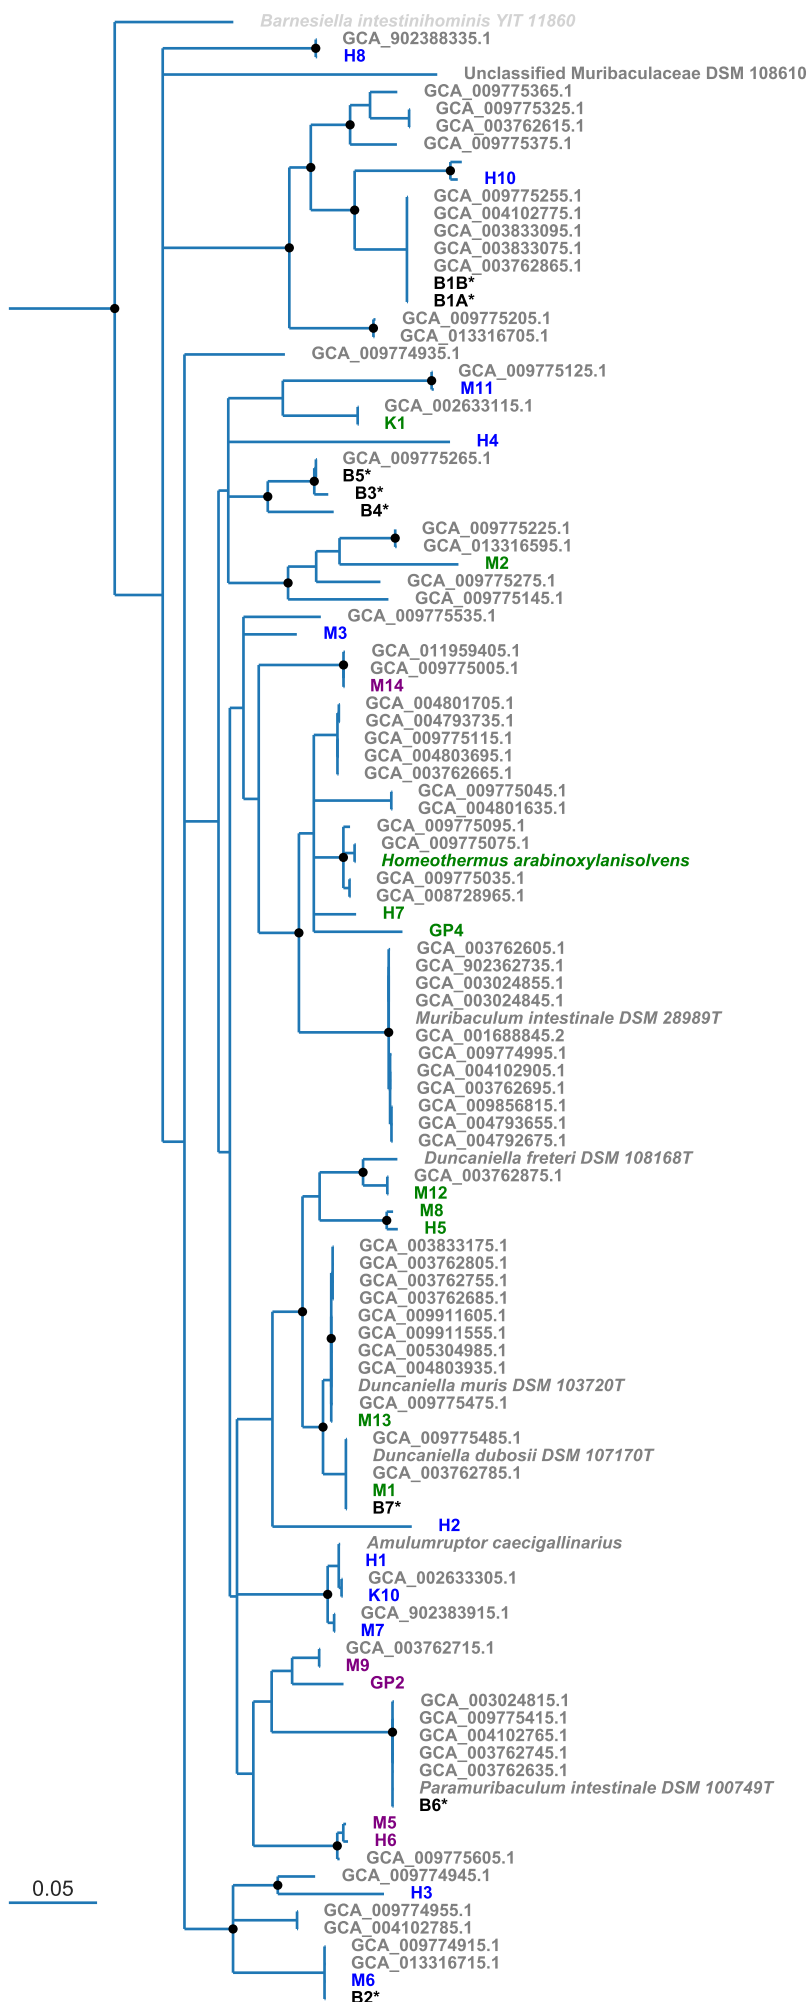 Barnesiella intestinihominis YIT 11860
GCA_902388335.1
H8
Unclassified Muribaculaceae DSM 108610
GCA_009775365.1
GCA_009775325.1
GCA_003762615.1
GCA_009775375.1
H10
GCA_009775255.1
GCA_004102775.1
GCA_003833095.1
GCA_003833075.1
GCA_003762865.1
B1B*
B1A*
GCA_009775205.1
GCA_013316705.1
GCA_009774935.1
GCA_009775125.1
M11
GCA_002633115.1
K1
H4
GCA_009775265.1
B5*
B3*
B4*
GCA_009775225.1
GCA_013316595.1
M2
GCA_009775275.1
GCA_009775145.1
GCA_009775535.1
M3
GCA_011959405.1
GCA_009775005.1
M14
GCA_004801705.1
GCA_004793735.1
GCA_009775115.1
GCA_004803695.1
GCA_003762665.1
GCA_009775045.1
GCA_004801635.1
GCA_009775095.1
GCA_009775075.1
Homeothermus arabinoxylanisolvens
GCA_009775035.1
GCA_008728965.1
H7
GP4
GCA_003762605.1
GCA_902362735.1
GCA_003024855.1
GCA_003024845.1
Muribaculum intestinale DSM 28989T
GCA_001688845.2
GCA_009774995.1
GCA_004102905.1
GCA_003762695.1
GCA_009856815.1
GCA_004793655.1
GCA_004792675.1
Duncaniella freteri DSM 108168T
GCA_003762875.1
M12
M8
H5
GCA_003833175.1
GCA_003762805.1
GCA_003762755.1
GCA_003762685.1
GCA_009911605.1
GCA_009911555.1
GCA_005304985.1
GCA_004803935.1
Duncaniella muris DSM 103720T
GCA_009775475.1
M13
GCA_009775485.1
Duncaniella dubosii DSM 107170T
GCA_003762785.1
M1
B7*
H2
Amulumruptor caecigallinarius
H1
GCA_002633305.1
K10
GCA_902383915.1
M7
GCA_003762715.1
M9
GP2
GCA_003024815.1
GCA_009775415.1
GCA_004102765.1
GCA_003762745.1
GCA_003762635.1
Paramuribaculum intestinale DSM 100749T
B6*
M5
H6
GCA_009775605.1
GCA_009774945.1
0.05
H3
GCA_009774955.1
GCA_004102785.1
GCA_009774915.1
GCA_013316715.1
M6
B2*